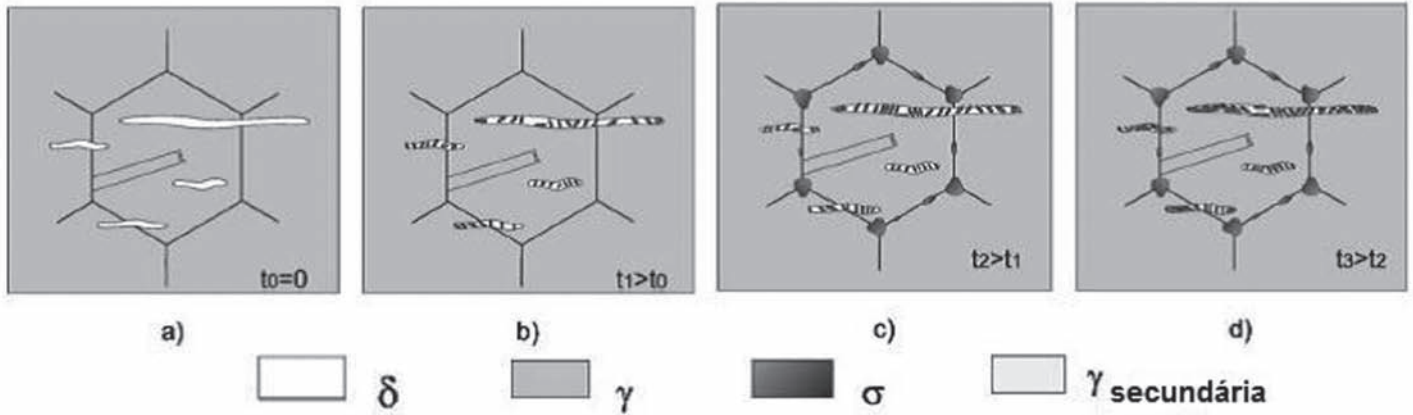 t0=0
t1>t0
t2>t1
t3>t2
a)
b)
c)
d)
δ
γ
σ
γ secundária